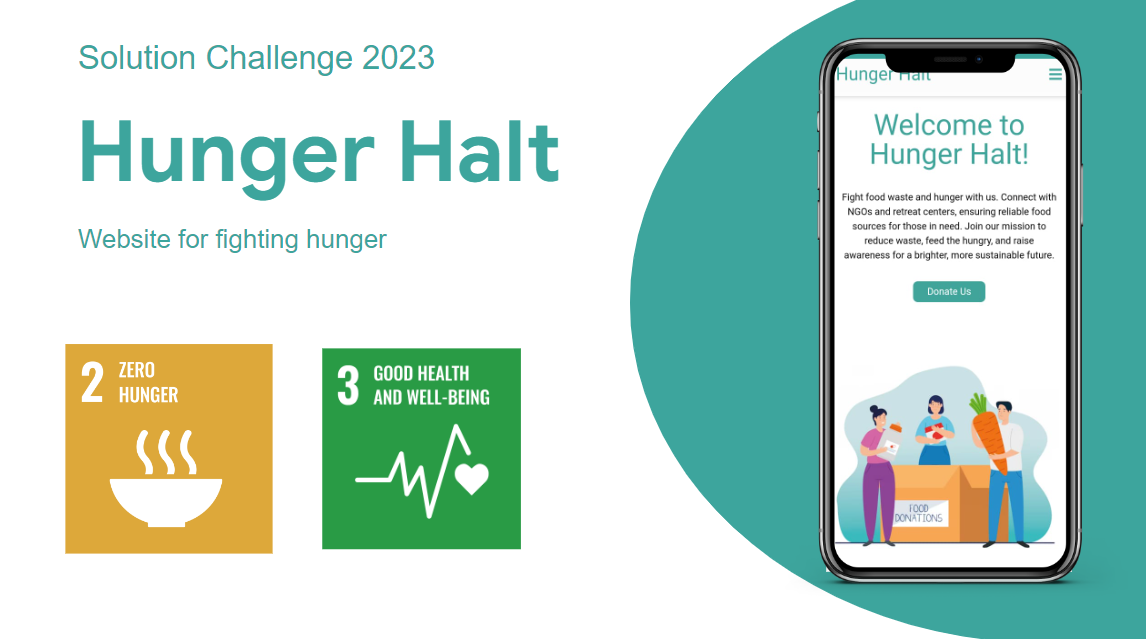 Solution Challenge 2023
Hunger Halt
Website for fighting hunger
2 ZERO
HUNGER
3 GOOD HEALTH
AND WELL-BEING
Hunger Halt
Welcome to
Hunger Halt!
Fight food waste and hunger with us. Connect with
NGOs and retreat centers, ensuring reliable food
sources for those in need. Join our mission to
reduce waste, feed the hungry, and raise
awareness for a brighter, more sustainable future.
Donate Us
FOOD
DONATIONS